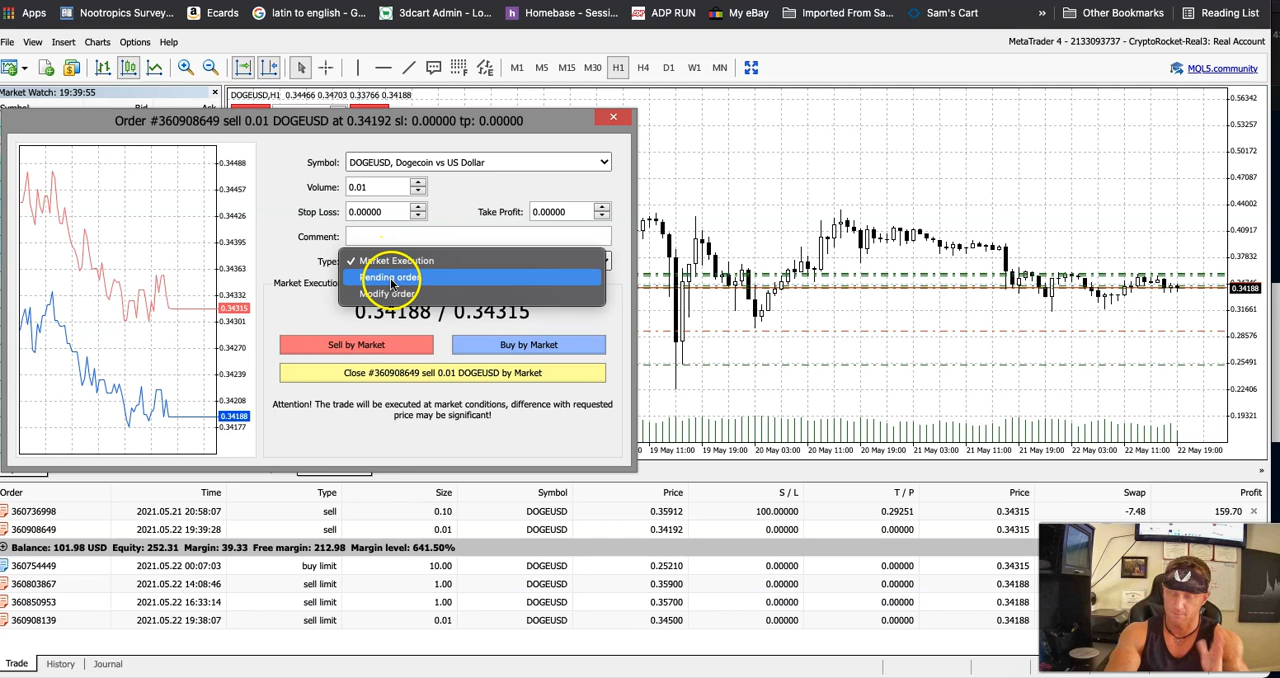 Apps Nootropics Survey... Ecards latin to english - G... 3dcart Admin - Lo... Homebase - Sessi... ADP RUN My eBay Imported From Sa... Sam's Cart » Other Bookmarks Reading List
File View Insert Charts Options Help MetaTrader 4 - 2133093737 - CryptoRocket-Real3: Real Account
M1 M5 M15 M30 H1 H4 D1 W1 MN MQL5.community
Market Watch: 19:39:55
DOGEUSD,H1 0.34466 0.34703 0.33766 0.34188
Order #360908649 sell 0.01 DOGEUSD at 0.34192 sl: 0.00000 tp: 0.00000
Symbol: DOGEUSD, Dogecoin vs US Dollar
Volume: 0.01
Stop Loss: 0.00000 Take Profit: 0.00000
Comment:
Type: ✓ Market Execution
Pending order
Modify order
Market Executio
0.34188 / 0.34315
Sell by Market Buy by Market
Close #360908649 sell 0.01 DOGEUSD by Market
Attention! The trade will be executed at market conditions, difference with requested
price may be significant!
0.34488
0.34457
0.34426
0.34395
0.34363
0.34332
0.34315
0.34301
0.34270
0.34239
0.34208
0.34188
0.34177
0.56342
0.53257
0.50172
0.47087
0.44002
0.40917
0.37832
0.34188
0.31661
0.28576
0.25491
0.22406
0.19321
19 May 11:00 19 May 19:00 20 May 03:00 20 May 11:00 20 May 19:00 21 May 03:00 21 May 11:00 21 May 19:00 22 May 03:00 22 May 11:00 22 May 19:00
Order Time Type Size Symbol Price S / L T / P Price Swap Profit
360736998 2021.05.21 20:58:07 sell 0.10 DOGEUSD 0.35912 100.00000 0.29251 0.34315 -7.48 159.70
360908649 2021.05.22 19:39:28 sell 0.01 DOGEUSD 0.34192 0.00000 0.00000 0.34315
Balance: 101.98 USD Equity: 252.31 Margin: 39.33 Free margin: 212.98 Margin level: 641.50%
360754449 2021.05.22 00:07:03 buy limit 10.00 DOGEUSD 0.25210 0.00000 0.00000 0.34315
360803867 2021.05.22 14:08:46 sell limit 1.00 DOGEUSD 0.35900 0.00000 0.00000 0.34188
360850953 2021.05.22 16:33:14 sell limit 1.00 DOGEUSD 0.35700 0.00000 0.00000 0.34188
360908139 2021.05.22 19:38:07 sell limit 0.01 DOGEUSD 0.34500 0.00000 0.00000 0.34188
Trade History Journal